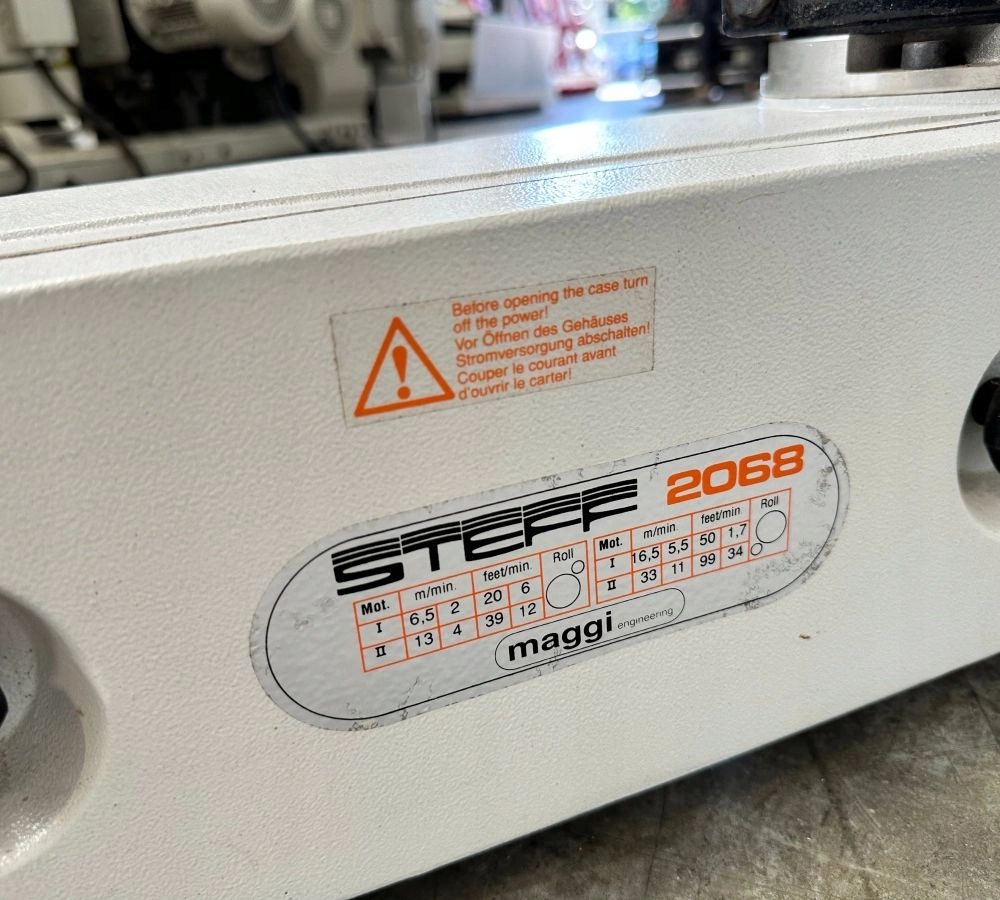 Before opening the case turn
off the power!
Vor Öffnen des Gehäuses
Stromversorgung abschalten!
Couper le courant avant
d'ouvrir le carter!
STEFF 2068
Mot. m/min. feet/min. Roll
I 6,5 2 20 6
II 13 4 39 12
Mot. m/min. feet/min. Roll
I 16,5 5,5 50 1,7
II 33 11 99 34
maggi engineering